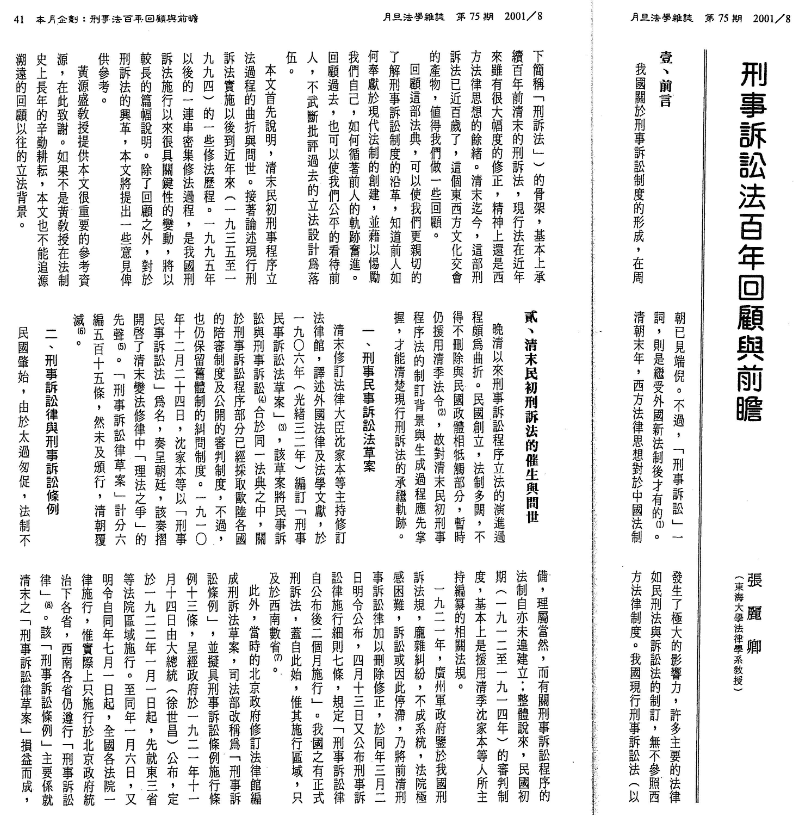 月旦法學雜誌　第 75 期　2001/8
刑事訴訟法百年回顧與前瞻
張麗卿
（東海大學法律學系教授）
壹、前言
我國關於刑事訴訟制度的形成，在周
朝已見端倪。不過，「刑事訴訟」一
詞，則是繼受外國新法制後才有的(1)。
清朝末年，西方法律思想對於中國法制
發生了極大的影響力，許多主要的法律
如民刑法與訴訟法的制訂，無不參照西
方法律制度。我國現行刑事訴訟法（以
41　本月企劃：刑事法百年回顧與前瞻
月旦法學雜誌　第 75 期　2001/8
下簡稱「刑訴法」）的骨架，基本上承
續百年前清末的刑訴法，現行法在近年
來雖有很大幅度的修正，精神上還是西
方法律思想的餘緒。清末迄今，這部刑
訴法已近百歲了，這個東西方文化交會
的產物，值得我們做一些回顧。
回顧這部法典，可以使我們更親切的
了解刑事訴訟制度的沿革，知道前人如
何奉獻於現代法制的創建，並藉以惕勵
我們自己，如何循著前人的軌跡奮進。
回顧過去，也可以使我們公平的看待前
人，不武斷批評過去的立法設計爲落
伍。
本文首先說明，清末民初刑事程序立
法過程的曲折與問世。接著論述現行刑
訴法實施以後到近年來（一九三五至一
九九四）的一些修法歷程。一九九五年
以後的一連串密集修法過程，是我國刑
訴法施行以來很具關鍵性的變動，將以
較長的篇幅說明。除了回顧之外，對於
刑訴法的興革，本文將提出一些意見俾
供參考。
黃源盛教授提供本文很重要的參考資
源，在此致謝。如果不是黃教授在法制
史上長年的辛勤耕耘，本文也不能追源
溯遠的回顧以往的立法背景。
貳、清末民初刑訴法的催生與問世
晚清以來刑事訴訟程序立法的演進過
程頗爲曲折。民國創立，法制多闕，不
得不刪除與民國政體相牴觸部分，暫時
仍援用清季法令(2)，故對清末民初刑事
程序法的制訂背景與生成過程應先掌
握，才能清楚現行刑訴法的承繼軌跡。
一、刑事民事訴訟法草案
清末修訂法律大臣沈家本等主持修訂
法律館，譯述外國法律及法學文獻，於
一九〇六年（光緒三二年）編訂「刑事
民事訴訟法草案」(3)，該草案將民事訴
訟與刑事訴訟(4)合於同一法典之中，關
於刑事訴訟程序部分已經採取歐陸各國
的陪審制度及公開的審判制度，不過，
也仍保留舊體制的糾問制度。一九一〇
年十二月二十四日，沈家本等以「刑事
民事訴訟法」爲名，奏呈朝廷，該奏摺
開啓了清末變法修律中「理法之爭」的
先聲(5)。「刑事訴訟律草案」計分六
編五百十五條，然未及頒行，清朝覆
滅(6)。
二、刑事訴訟律與刑事訴訟條例
民國肇始，由於太過匆促，法制不
備，理屬當然，而有關刑事訴訟程序的
法制自亦未遑建立；整體說來，民國初
期（一九一二至一九一四年）的審判制
度，基本上是援用清季沈家本等人所主
持編纂的相關法規。
一九二一年，廣州軍政府鑒於我國刑
訴法規，龐雜糾紛，不成系統，法院極
感困難，訴訟或因此停滯，乃將前清刑
事訴訟律加以刪除修正，於同年三月二
日明令公布，四月十三日又公布刑事訴
訟律施行細則七條，規定「刑事訴訟律
自公布後二個月施行」。我國之有正式
刑訴法，蓋自此始，惟其施行區域，只
及於西南數省(7)。
此外，當時的北京政府修訂法律館編
成刑訴法草案，司法部改稱爲「刑事訴
訟條例」，並擬具刑事訴訟條例施行條
例十三條，呈經政府於一九二一年十一
月十四日由大總統（徐世昌）公布，定
於一九二二年一月一日起，先就東三省
等法院區域施行。至同年一月六日，又
明令自同年七月一日起，全國各法院一
律施行，惟實際上只施行於北京政府統
治下各省，西南各省仍遵行「刑事訴訟
律」(8)。該「刑事訴訟條例」主要係就
清末之「刑事訴訟律草案」損益而成，